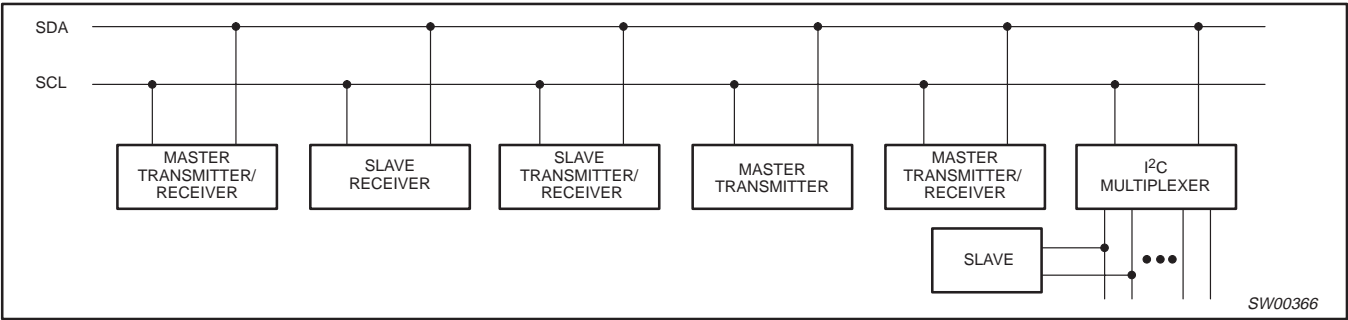 SDA
SCL
MASTER
TRANSMITTER/
RECEIVER
SLAVE
RECEIVER
SLAVE
TRANSMITTER/
RECEIVER
MASTER
TRANSMITTER
MASTER
TRANSMITTER/
RECEIVER
I²C
MULTIPLEXER
SLAVE
SW00366